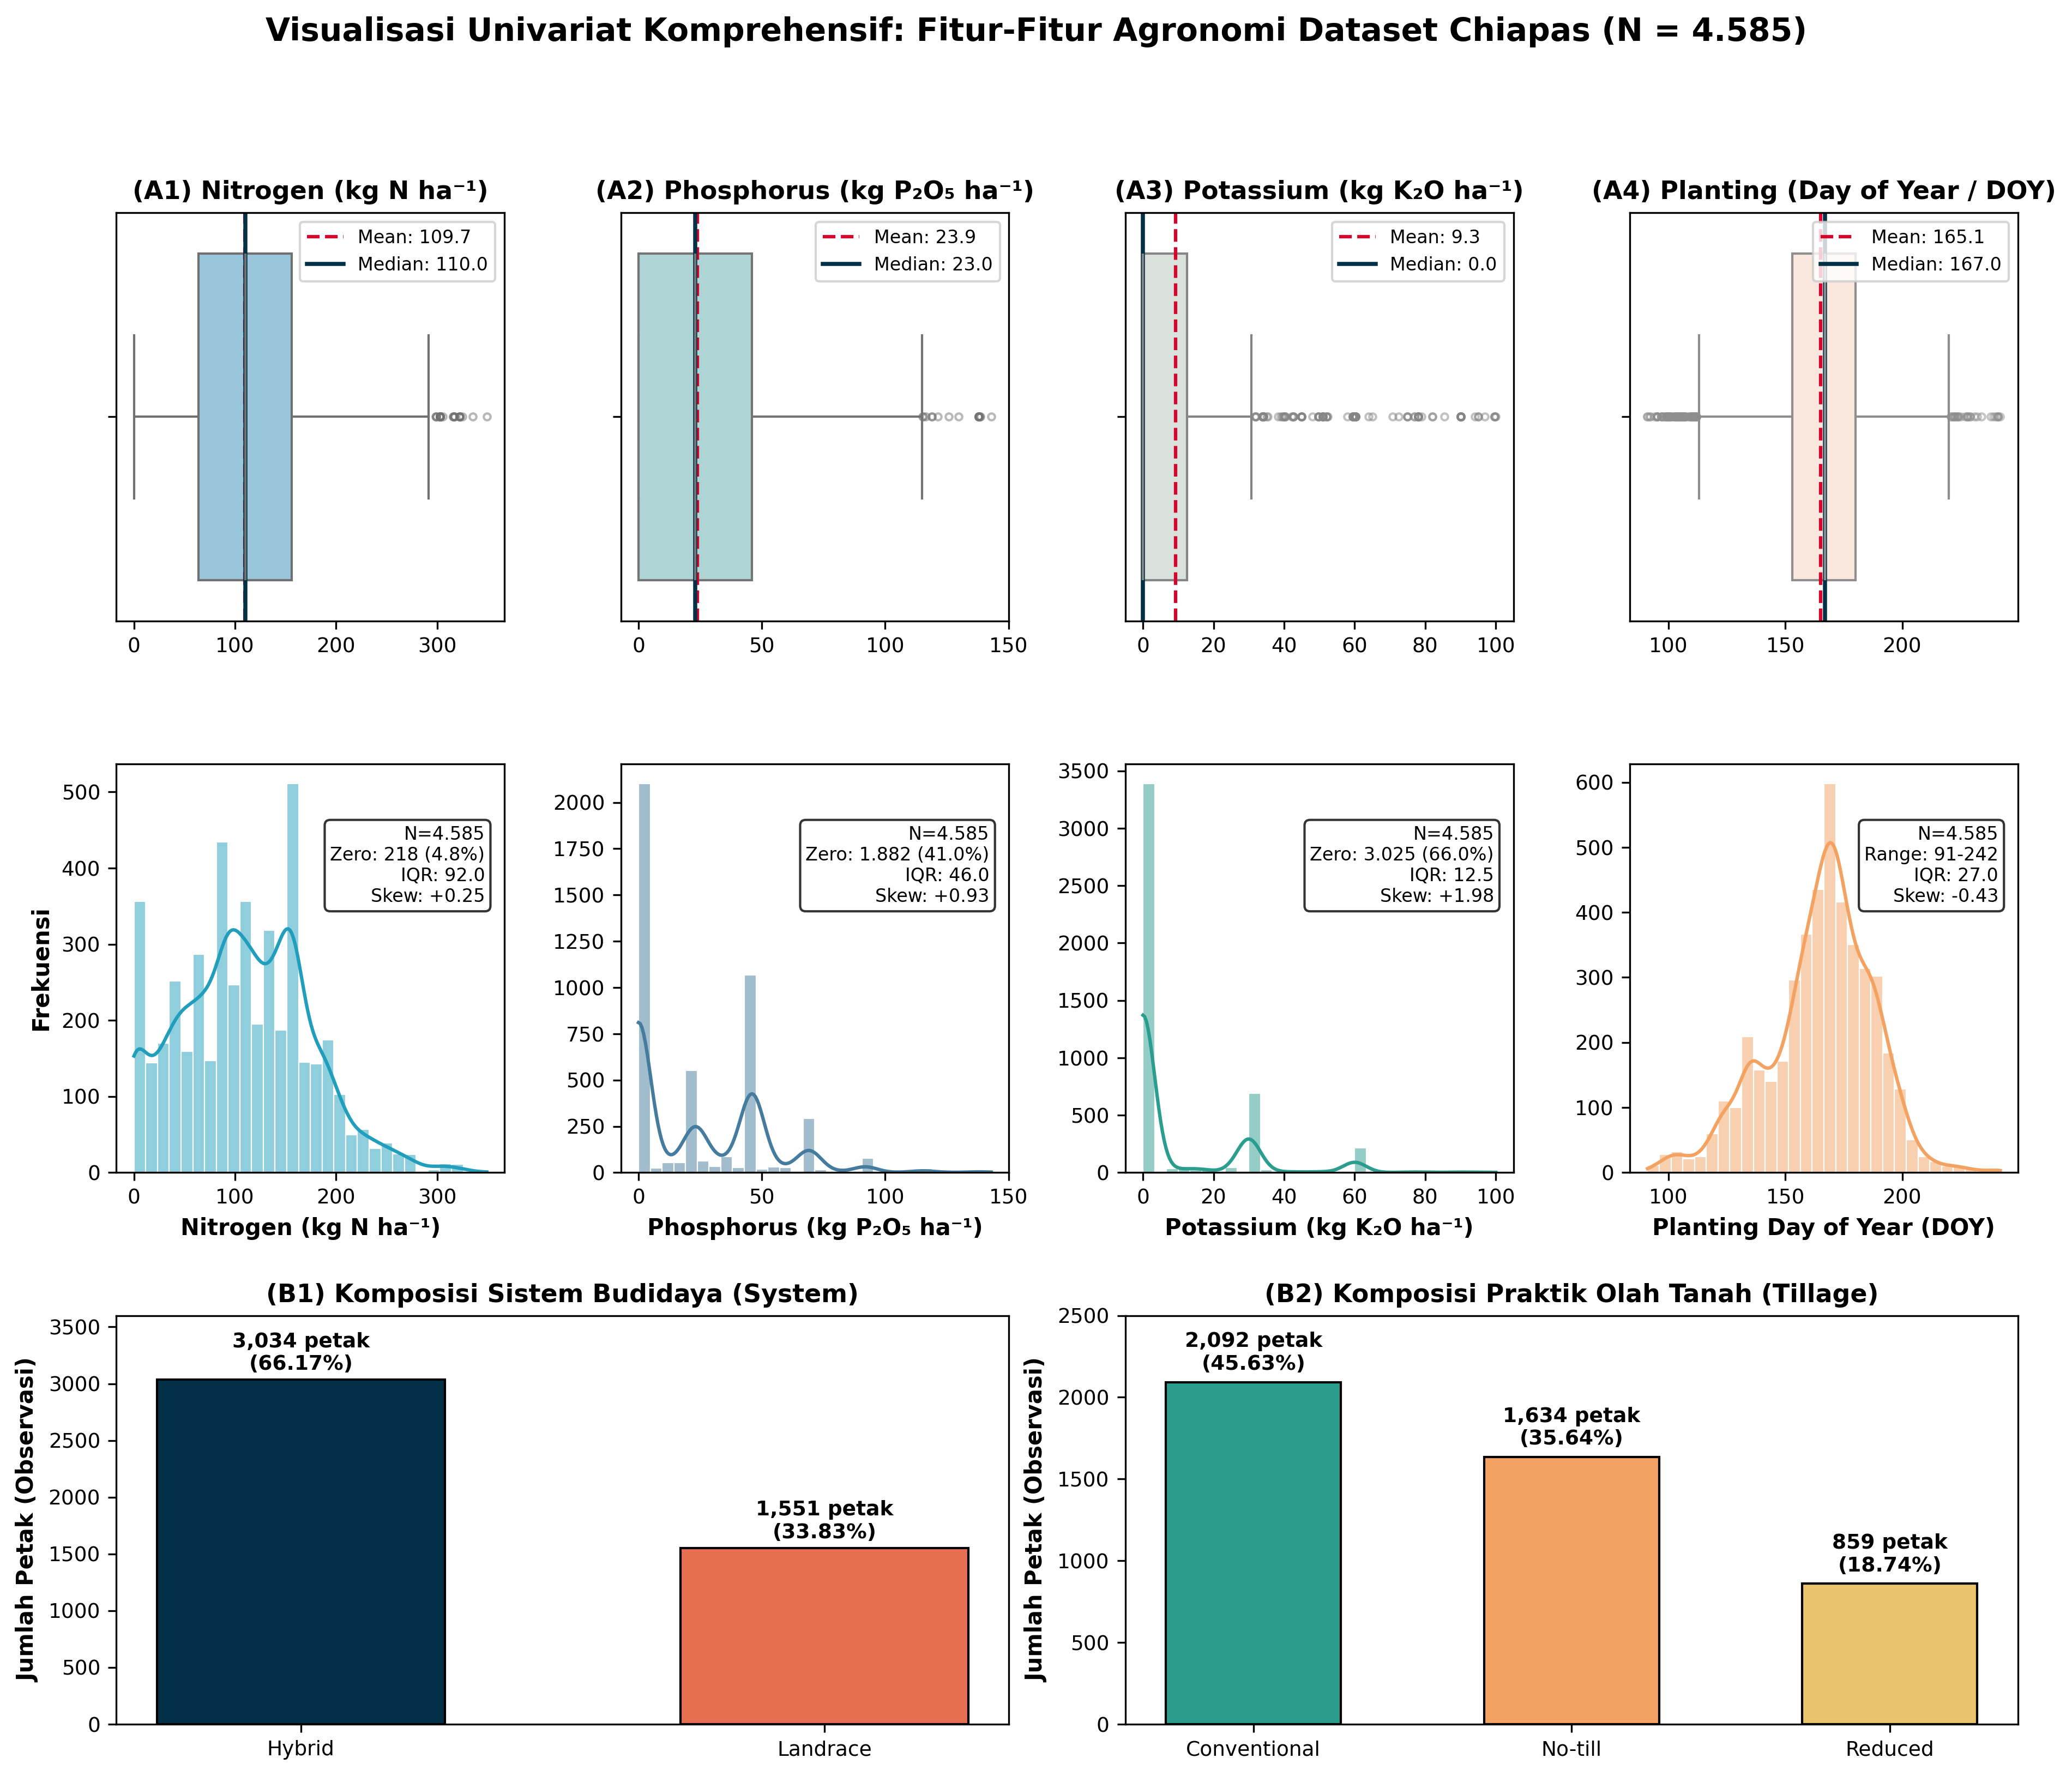 Visualisasi Univariat Komprehensif: Fitur-Fitur Agronomi Dataset Chiapas (N = 4.585)
(A1) Nitrogen (kg N ha⁻¹)
Mean: 109.7
Median: 110.0
0 100 200 300
(A2) Phosphorus (kg P₂O₅ ha⁻¹)
Mean: 23.9
Median: 23.0
0 50 100 150
(A3) Potassium (kg K₂O ha⁻¹)
Mean: 9.3
Median: 0.0
0 20 40 60 80 100
(A4) Planting (Day of Year / DOY)
Mean: 165.1
Median: 167.0
100 150 200
Frekuensi
500
400
300
200
100
0
N=4.585
Zero: 218 (4.8%)
IQR: 92.0
Skew: +0.25
0 100 200 300
Nitrogen (kg N ha⁻¹)
2000
1750
1500
1250
1000
750
500
250
0
N=4.585
Zero: 1.882 (41.0%)
IQR: 46.0
Skew: +0.93
0 50 100 150
Phosphorus (kg P₂O₅ ha⁻¹)
3500
3000
2500
2000
1500
1000
500
0
N=4.585
Zero: 3.025 (66.0%)
IQR: 12.5
Skew: +1.98
0 20 40 60 80 100
Potassium (kg K₂O ha⁻¹)
600
500
400
300
200
100
0
N=4.585
Range: 91-242
IQR: 27.0
Skew: -0.43
100 150 200
Planting Day of Year (DOY)
(B1) Komposisi Sistem Budidaya (System)
Jumlah Petak (Observasi)
3500
3000
2500
2000
1500
1000
500
0
3,034 petak
(66.17%)
1,551 petak
(33.83%)
Hybrid Landrace
(B2) Komposisi Praktik Olah Tanah (Tillage)
Jumlah Petak (Observasi)
2500
2000
1500
1000
500
0
2,092 petak
(45.63%)
1,634 petak
(35.64%)
859 petak
(18.74%)
Conventional No-till Reduced